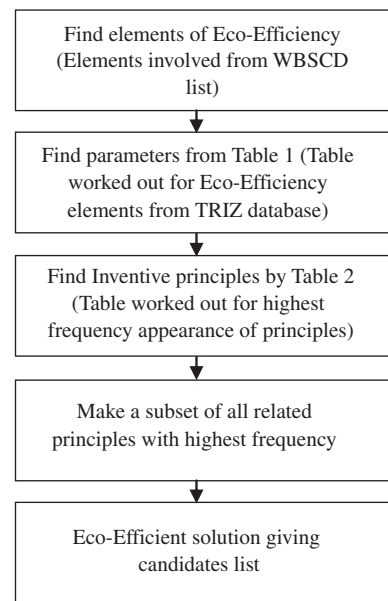 Find elements of Eco-Efficiency
(Elements involved from WBSCD
list)
Find parameters from Table 1 (Table
worked out for Eco-Efficiency
elements from TRIZ database)
Find Inventive principles by Table 2
(Table worked out for highest
frequency appearance of principles)
Make a subset of all related
principles with highest frequency
Eco-Efficient solution giving
candidates list